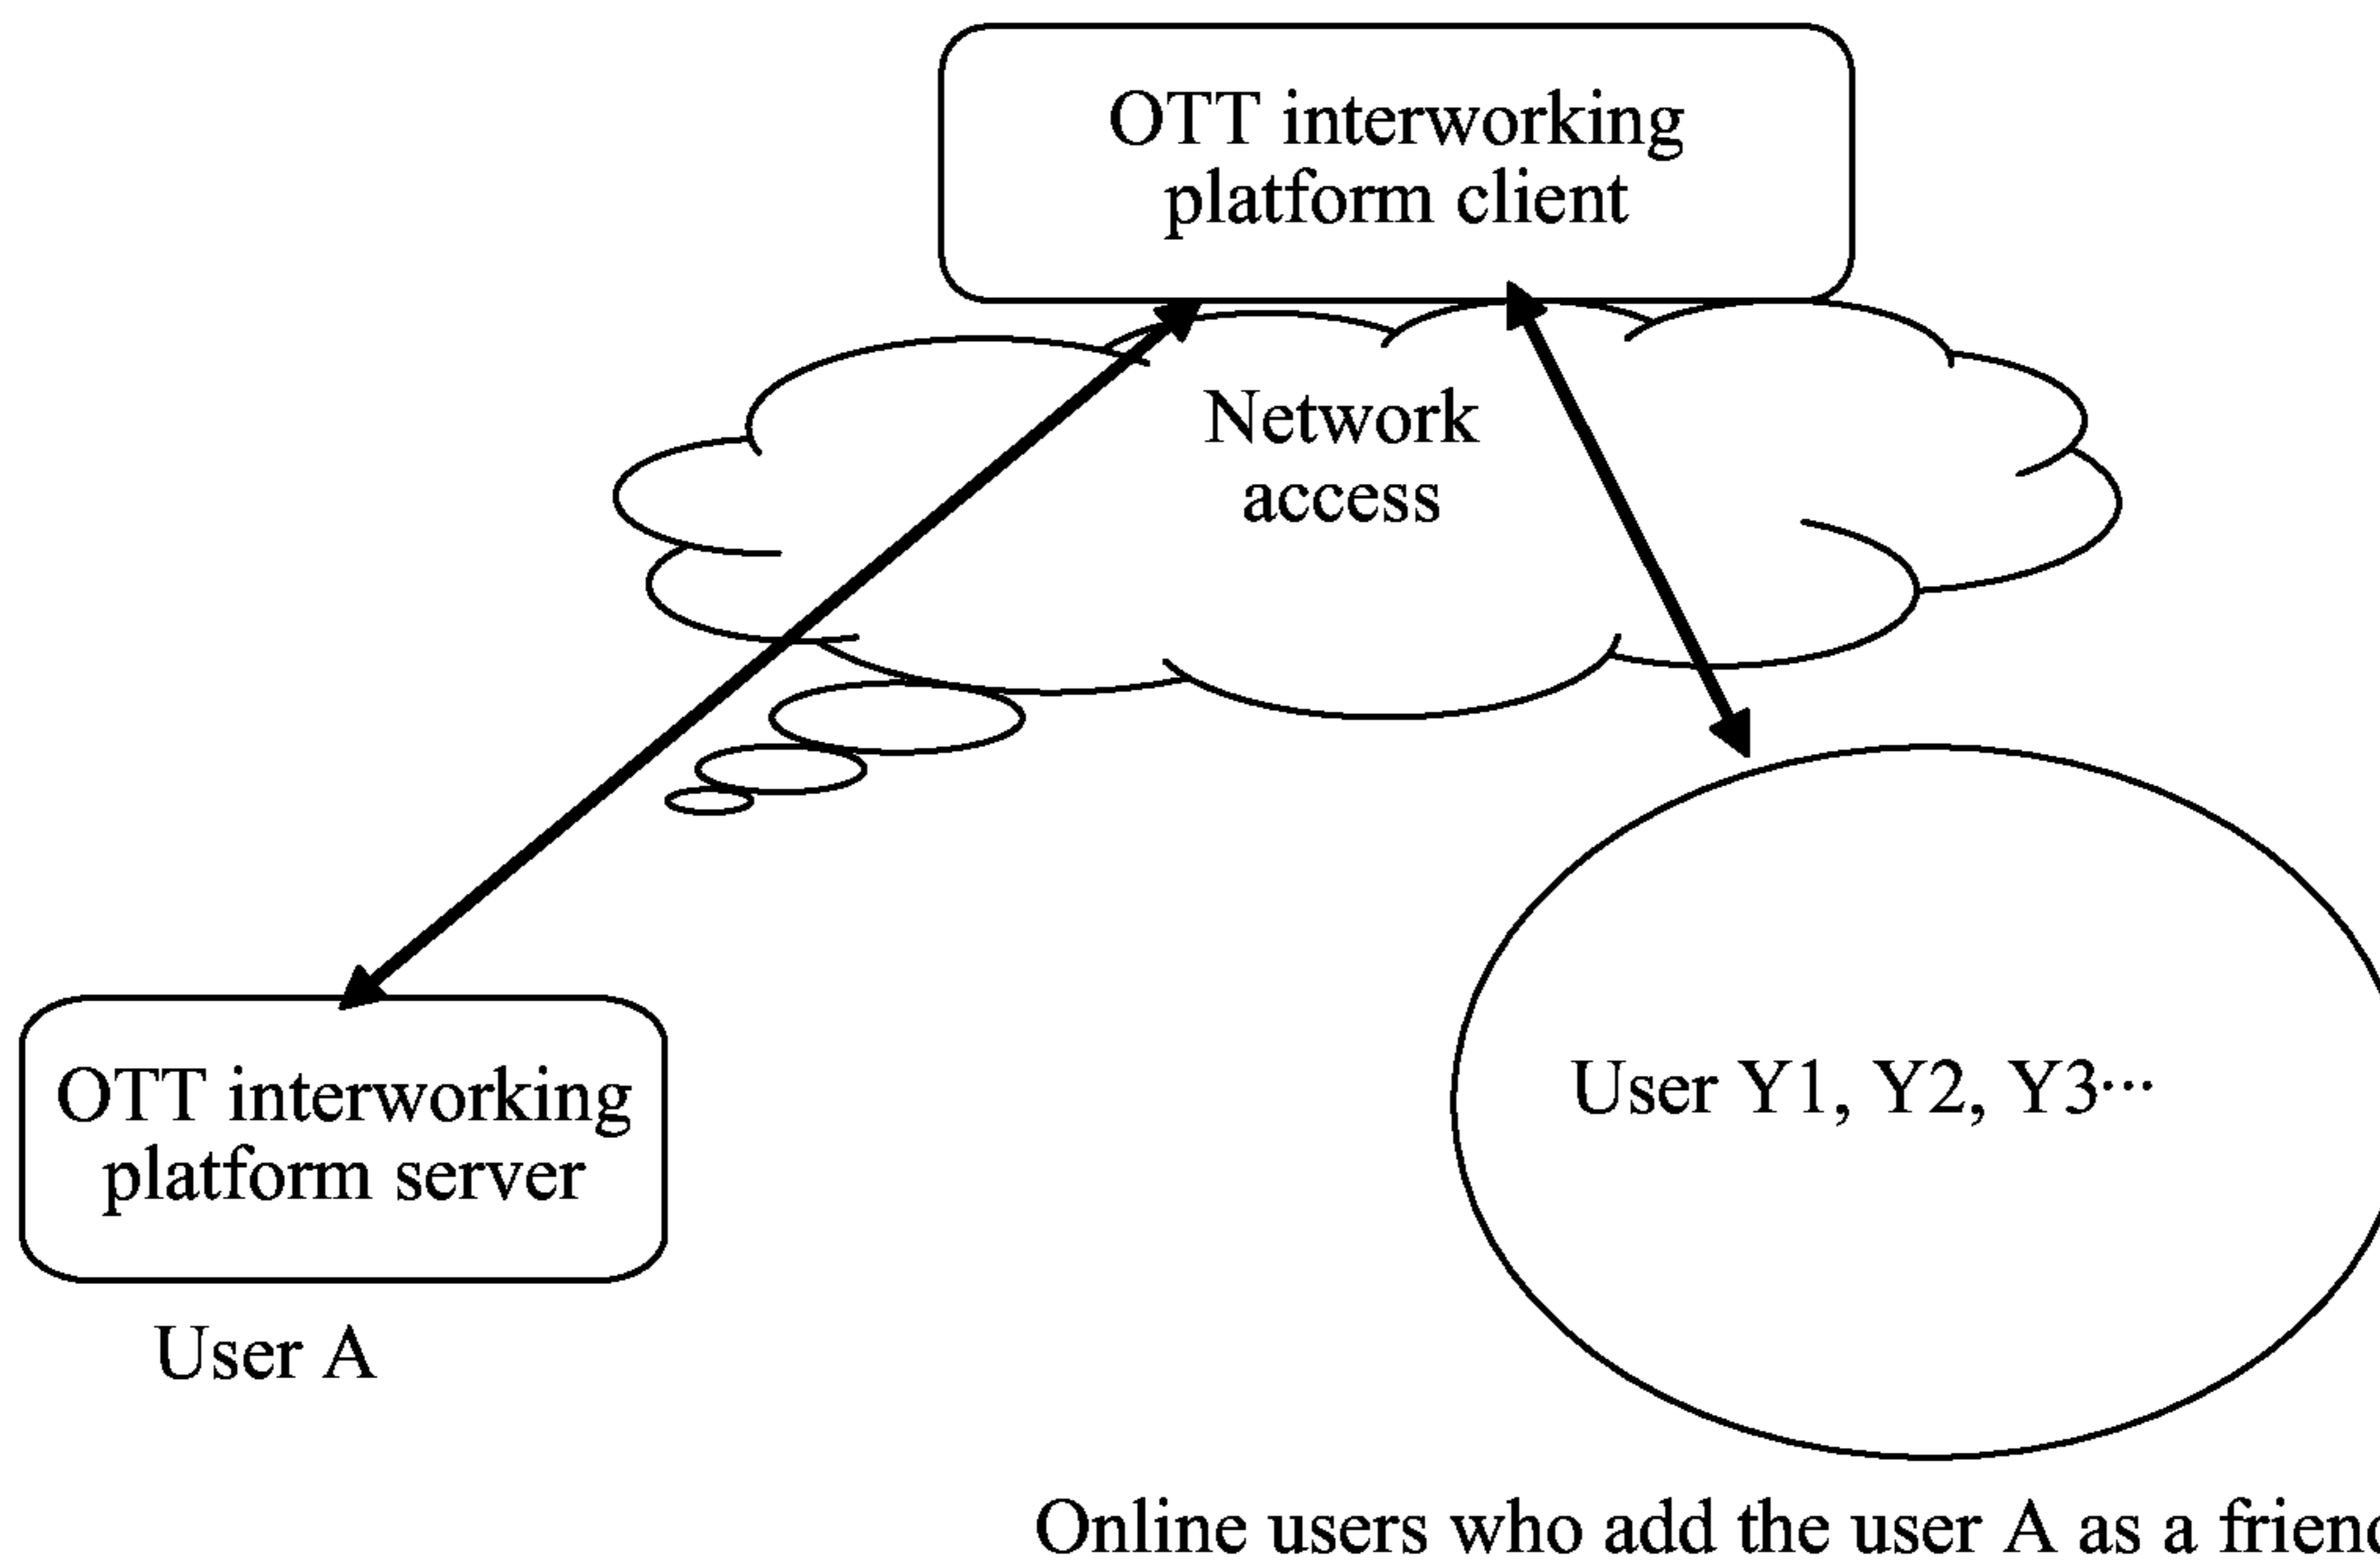 OTT interworking
platform client
Network
access
OTT interworking
platform server
User A
User Y1, Y2, Y3···
Online users who add the user A as a